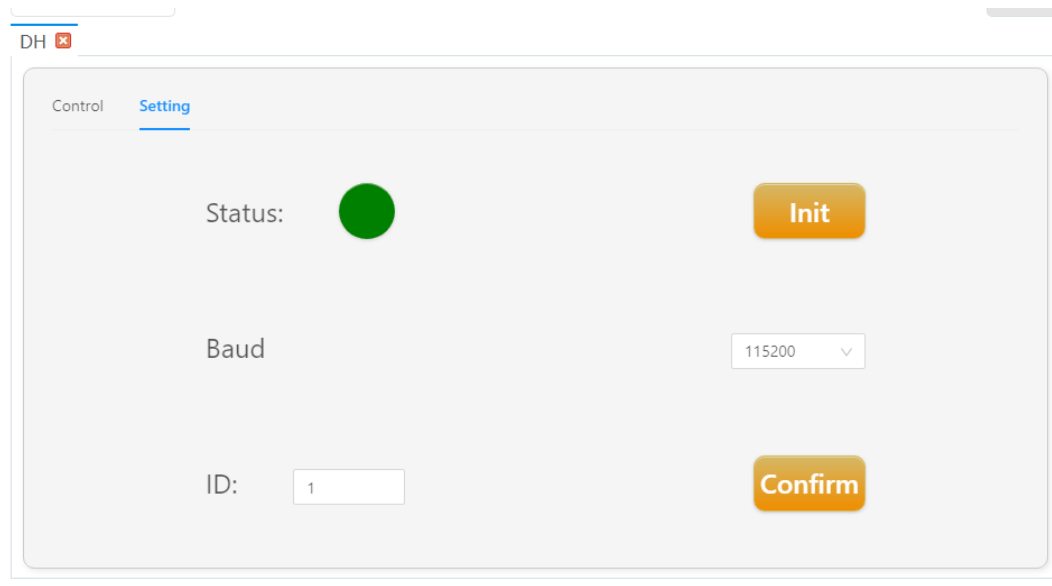 DH
Control Setting
Status: Init
Baud 115200
ID: 1 Confirm